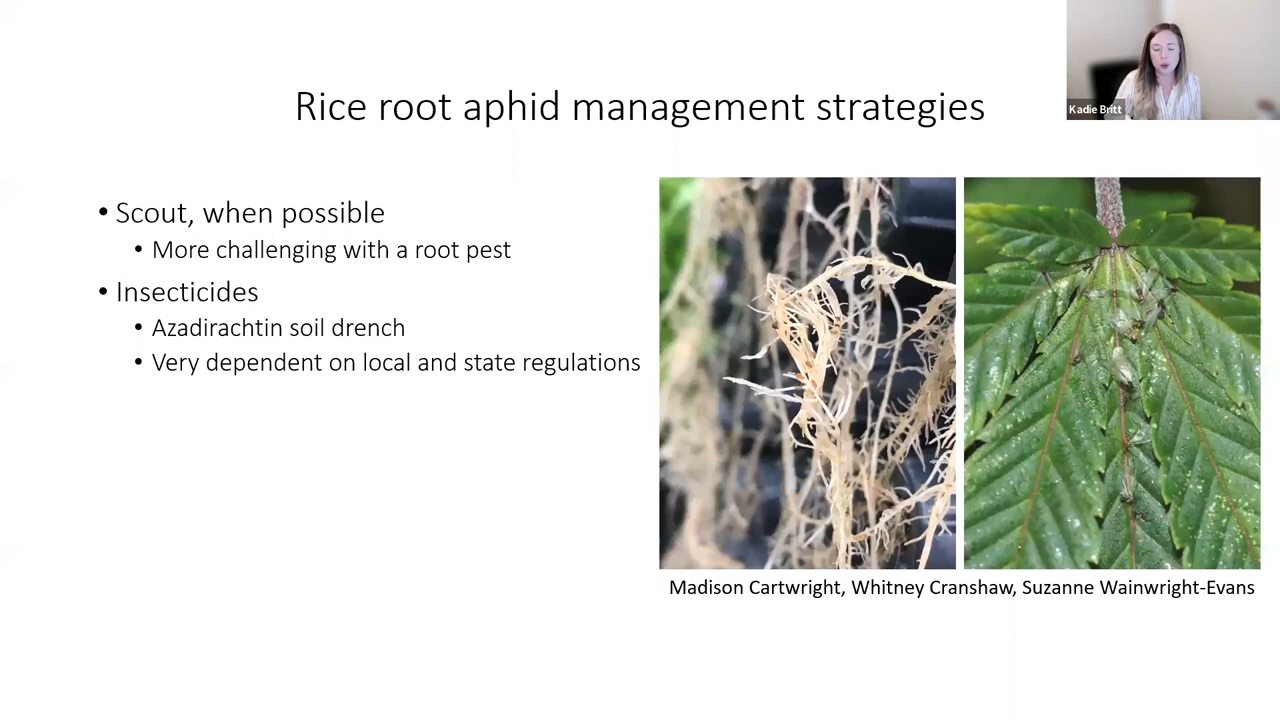 Kadie Britt
Rice root aphid management strategies
• Scout, when possible
• More challenging with a root pest
• Insecticides
• Azadirachtin soil drench
• Very dependent on local and state regulations
Madison Cartwright, Whitney Cranshaw, Suzanne Wainwright-Evans